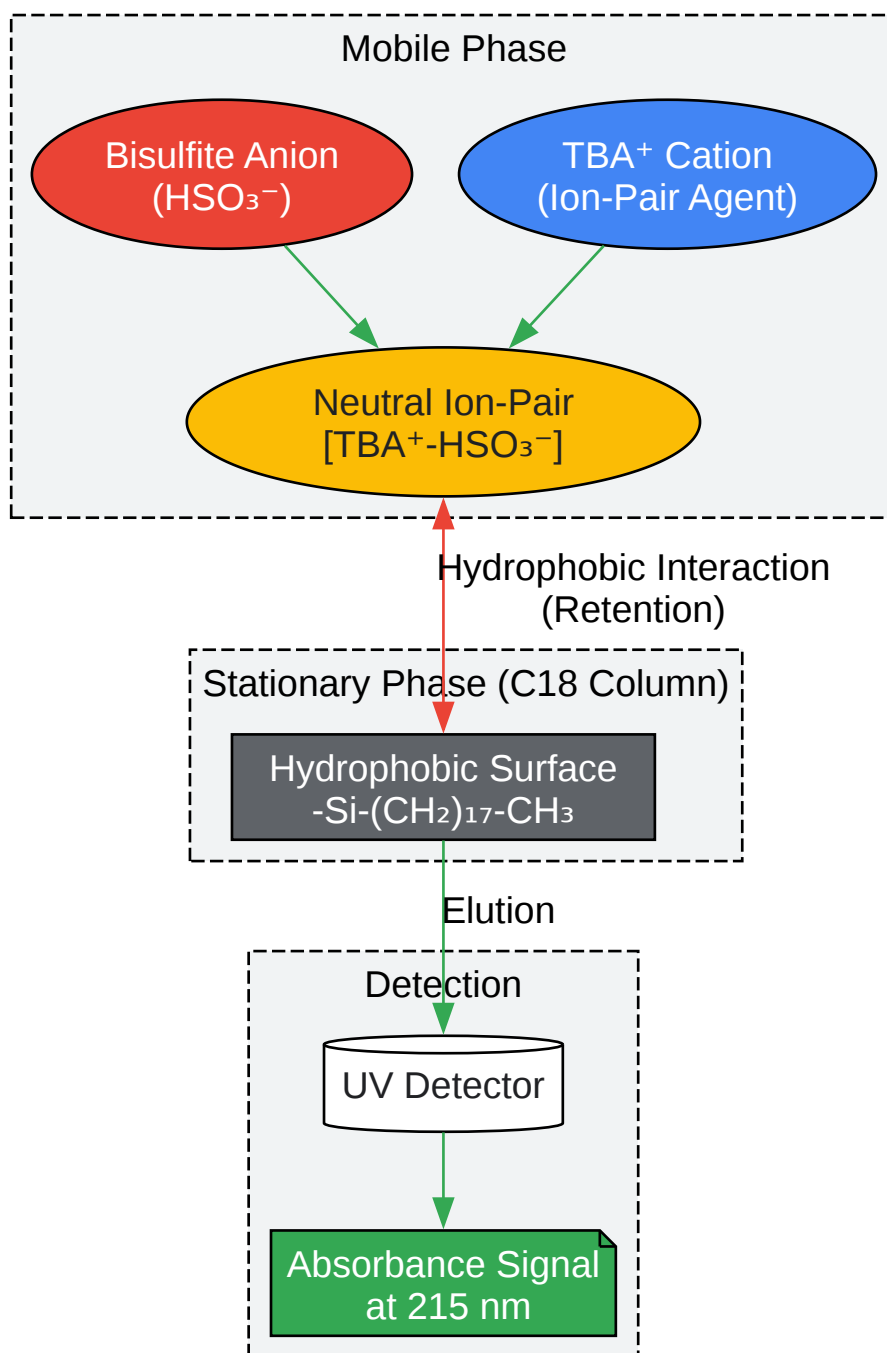 Mobile Phase
Bisulfite Anion
(HSO₃⁻)
TBA⁺ Cation
(Ion-Pair Agent)
Neutral Ion-Pair
[TBA⁺-HSO₃⁻]
Hydrophobic Interaction
(Retention)
Stationary Phase (C18 Column)
Hydrophobic Surface
-Si-(CH₂)₁₇-CH₃
Elution
Detection
UV Detector
Absorbance Signal
at 215 nm